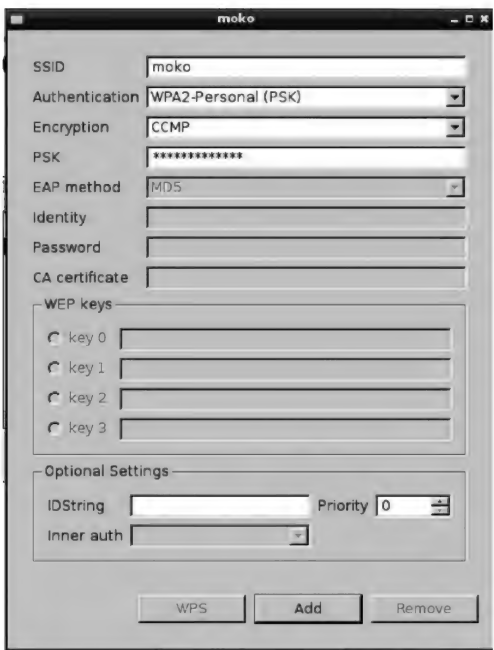 moko
SSID moko
Authentication WPA2-Personal (PSK)
Encryption CCMP
PSK *************
EAP method MD5
Identity
Password
CA certificate
WEP keys
key 0
key 1
key 2
key 3
Optional Settings
IDString Priority 0
Inner auth
WPS Add Remove